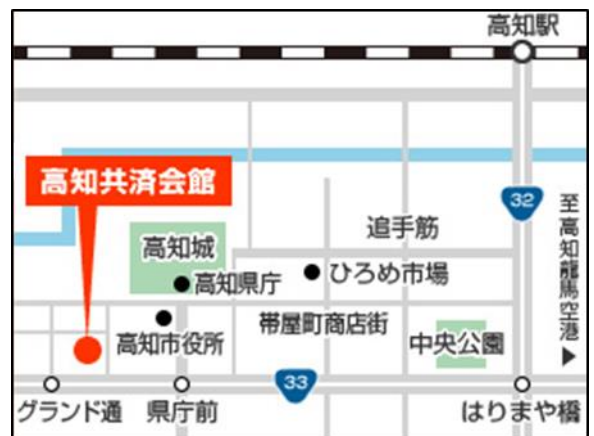 高知駅
高知共済会館
32
至高知龍馬空港
追手筋
高知城
高知県庁
ひろめ市場
帯屋町商店街
高知市役所
中央公園
33
グランド通
県庁前
はりまや橋